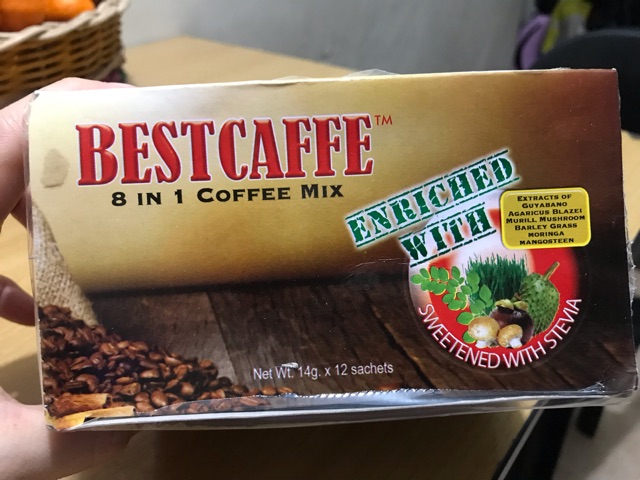 BESTCAFFE™
8 IN 1 COFFEE MIX
ENRICHED
WITH
EXTRACTS OF
GUYABANO
AGARICUS BLAZEI
MURILL MUSHROOM
BARLEY GRASS
MORINGA
MANGOSTEEN
SWEETENED WITH STEVIA
Net Wt. 14g. x 12 sachets